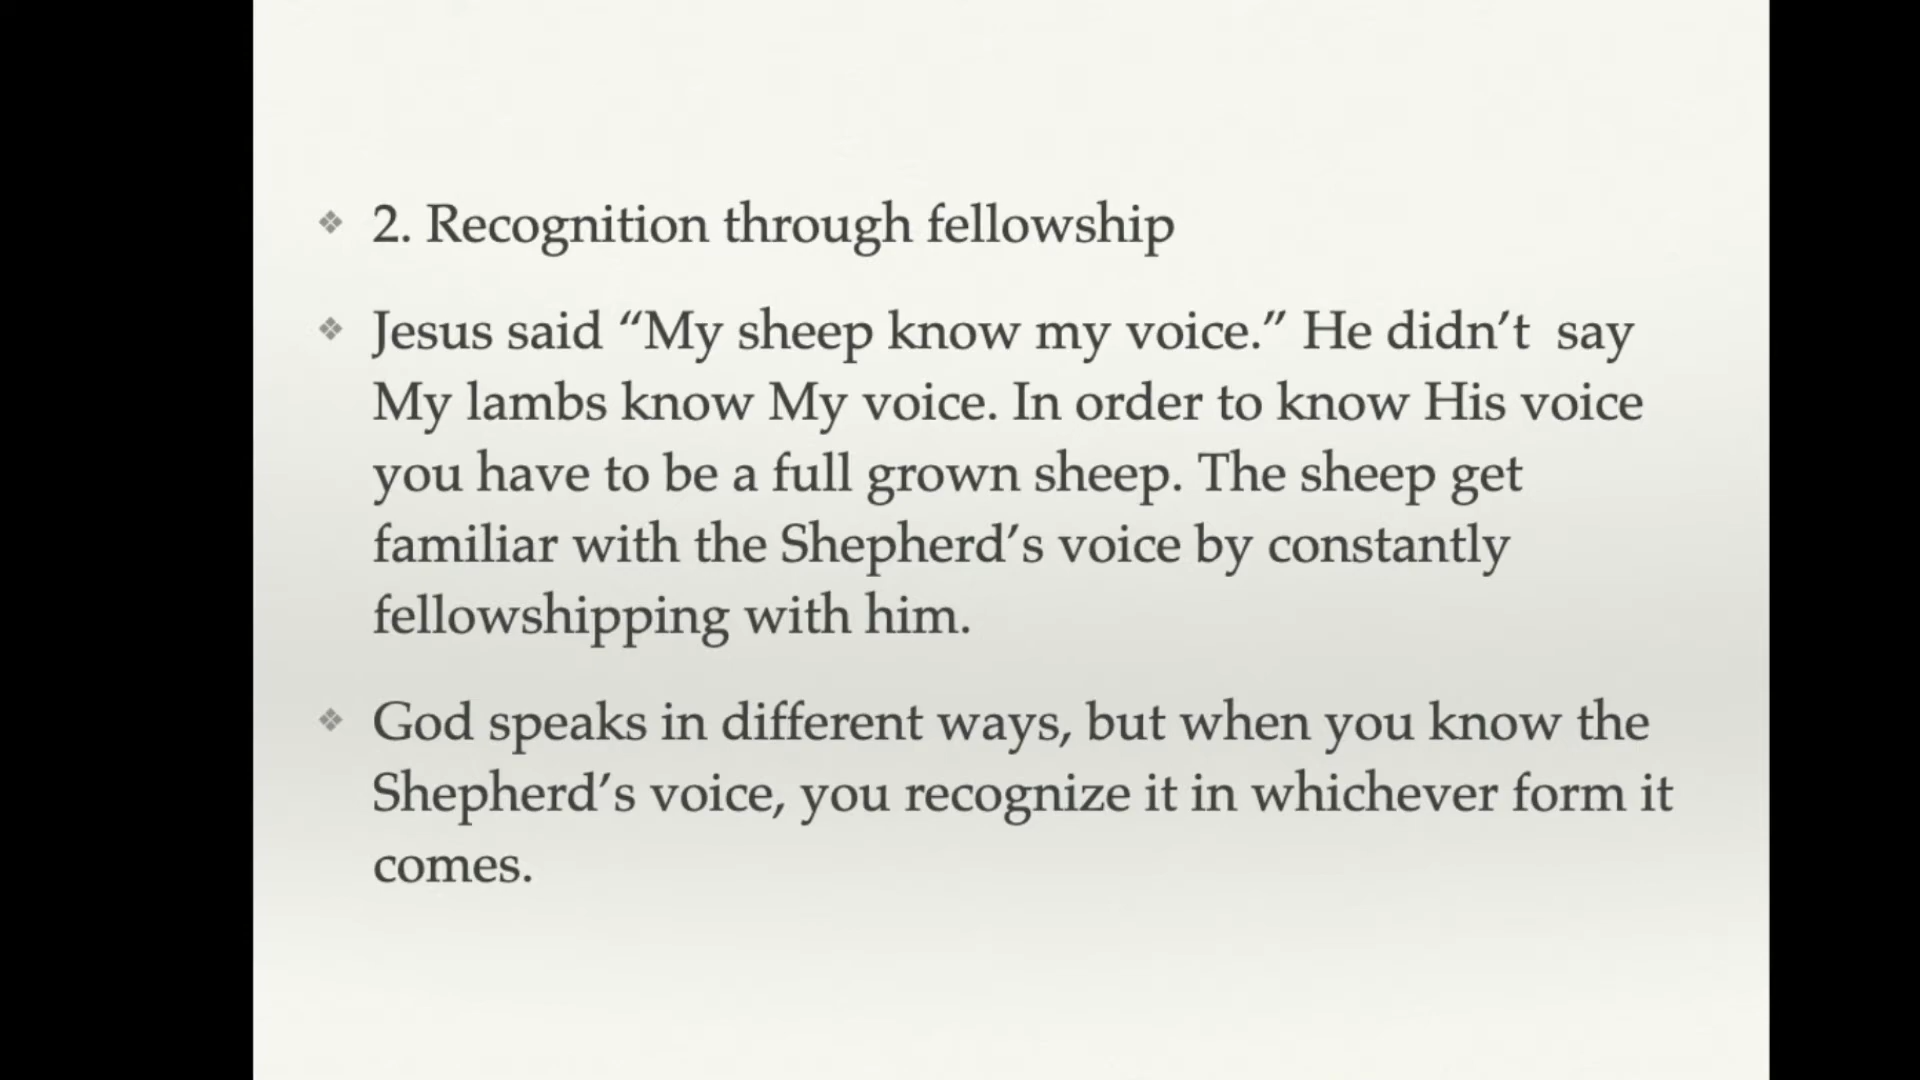 ❖ 2. Recognition through fellowship
❖ Jesus said “My sheep know my voice.” He didn’t  say
My lambs know My voice. In order to know His voice
you have to be a full grown sheep. The sheep get
familiar with the Shepherd’s voice by constantly
fellowshipping with him.
❖ God speaks in different ways, but when you know the
Shepherd’s voice, you recognize it in whichever form it
comes.